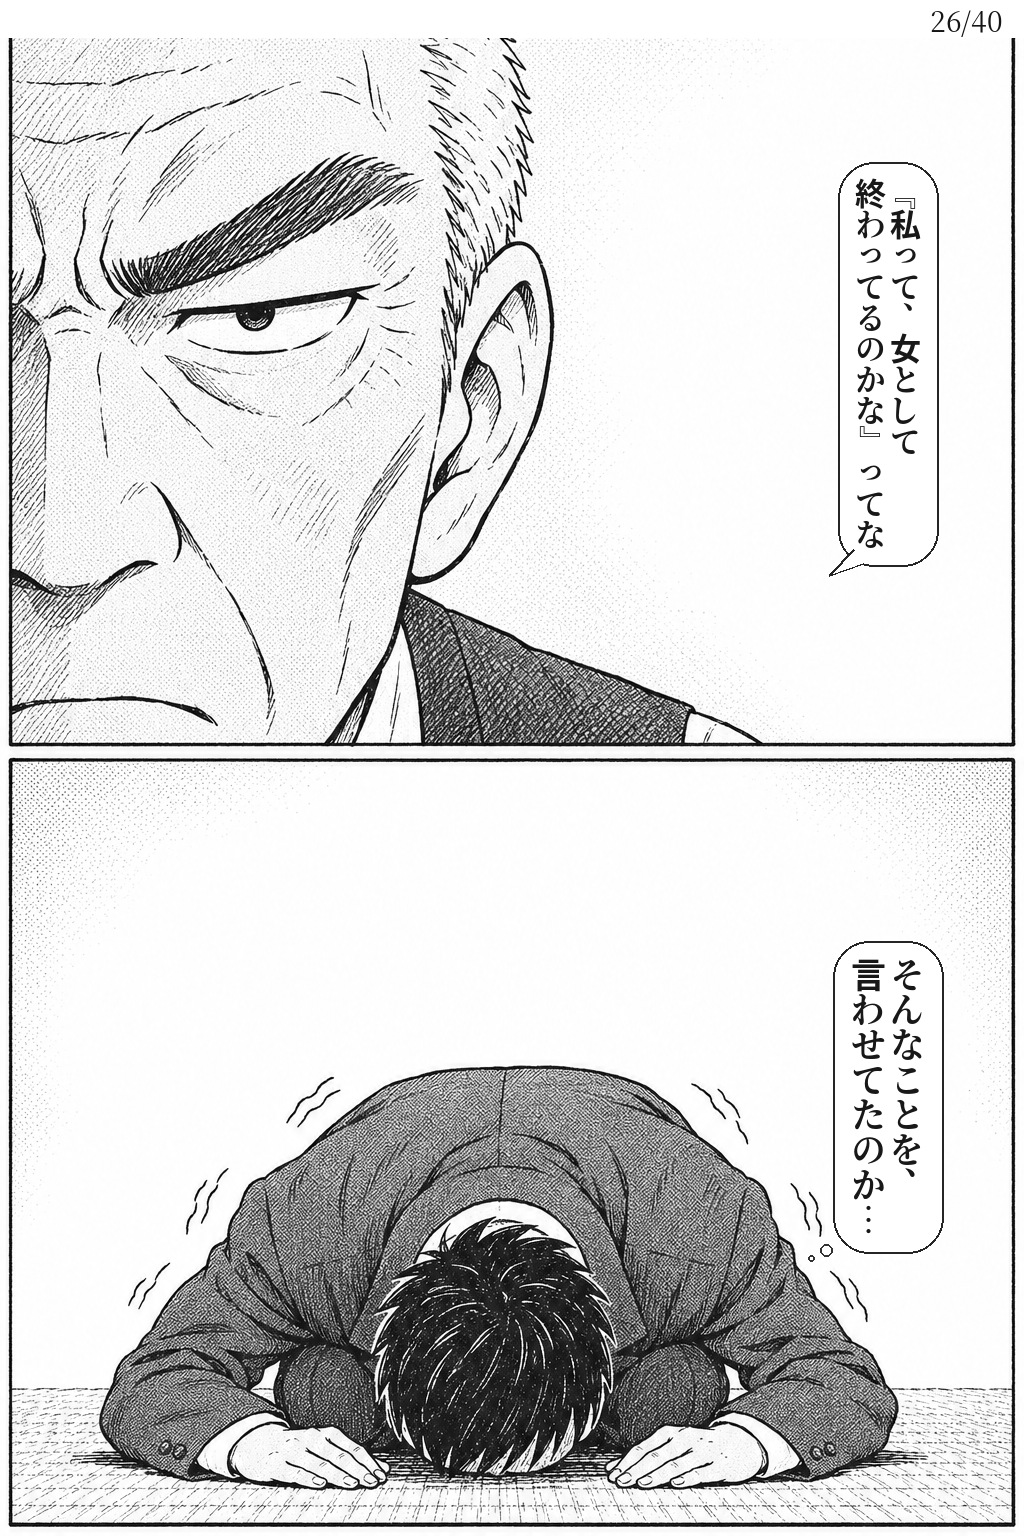 26/40
『私って、女として
終わってるのかな』ってな
そんなことを、
言わせてたのか…